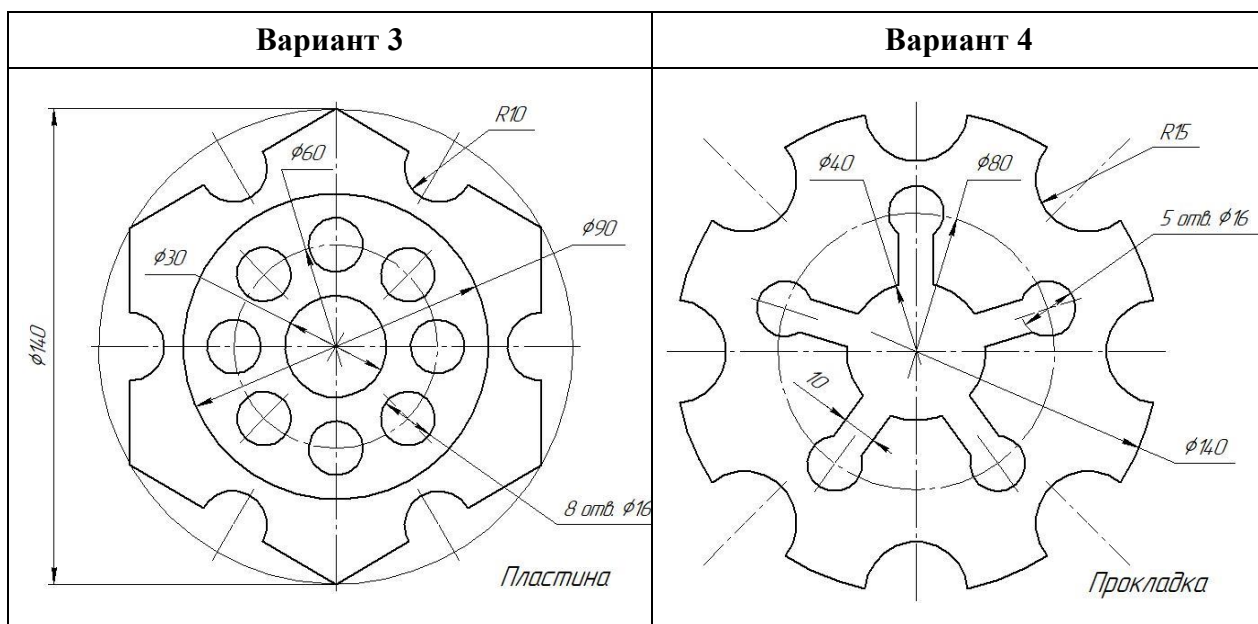 Вариант 3
R10
ϕ60
ϕ90
ϕ30
ϕ140
8 отв. ϕ16
Пластина
Вариант 4
R15
ϕ40
ϕ80
5 отв. ϕ16
10
ϕ140
Прокладка